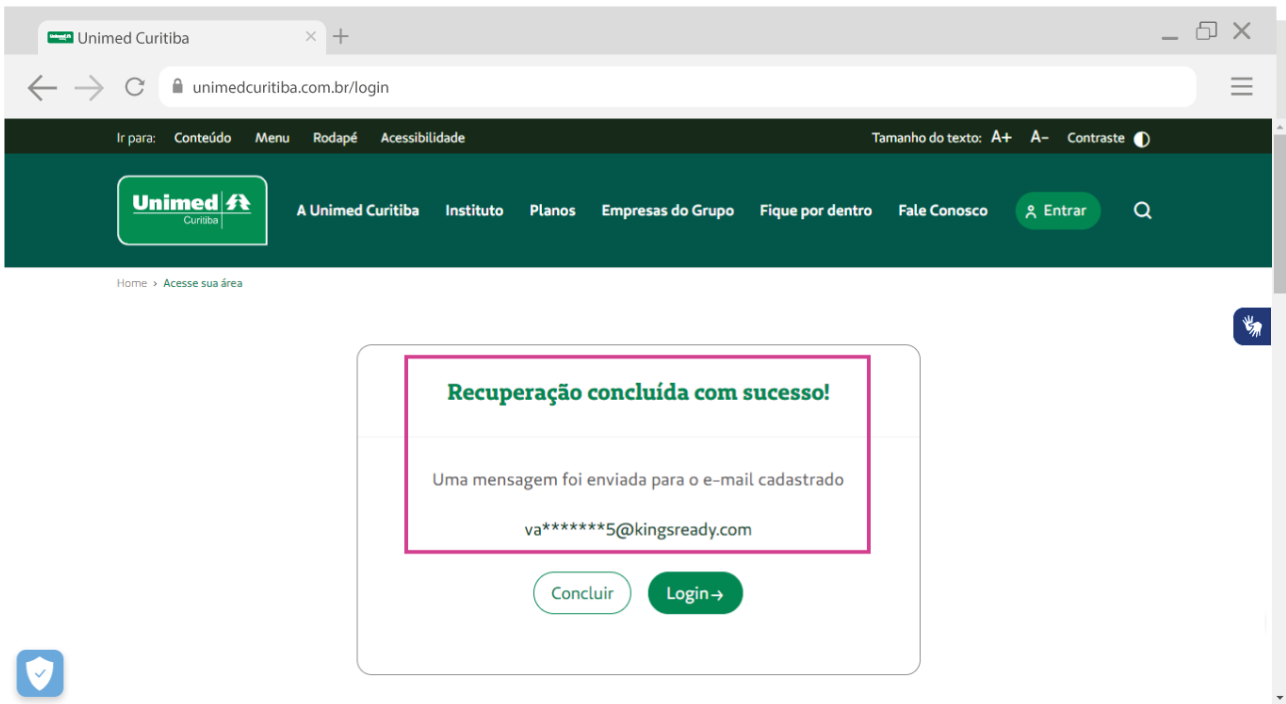 Unimed Curitiba
unimedcuritiba.com.br/login
Ir para: Conteúdo Menu Rodapé Acessibilidade Tamanho do texto: A+ A- Contraste
Unimed
Curitiba
A Unimed Curitiba Instituto Planos Empresas do Grupo Fique por dentro Fale Conosco Entrar
Home › Acesse sua área
Recuperação concluída com sucesso!
Uma mensagem foi enviada para o e-mail cadastrado
va*******5@kingsready.com
Concluir Login→